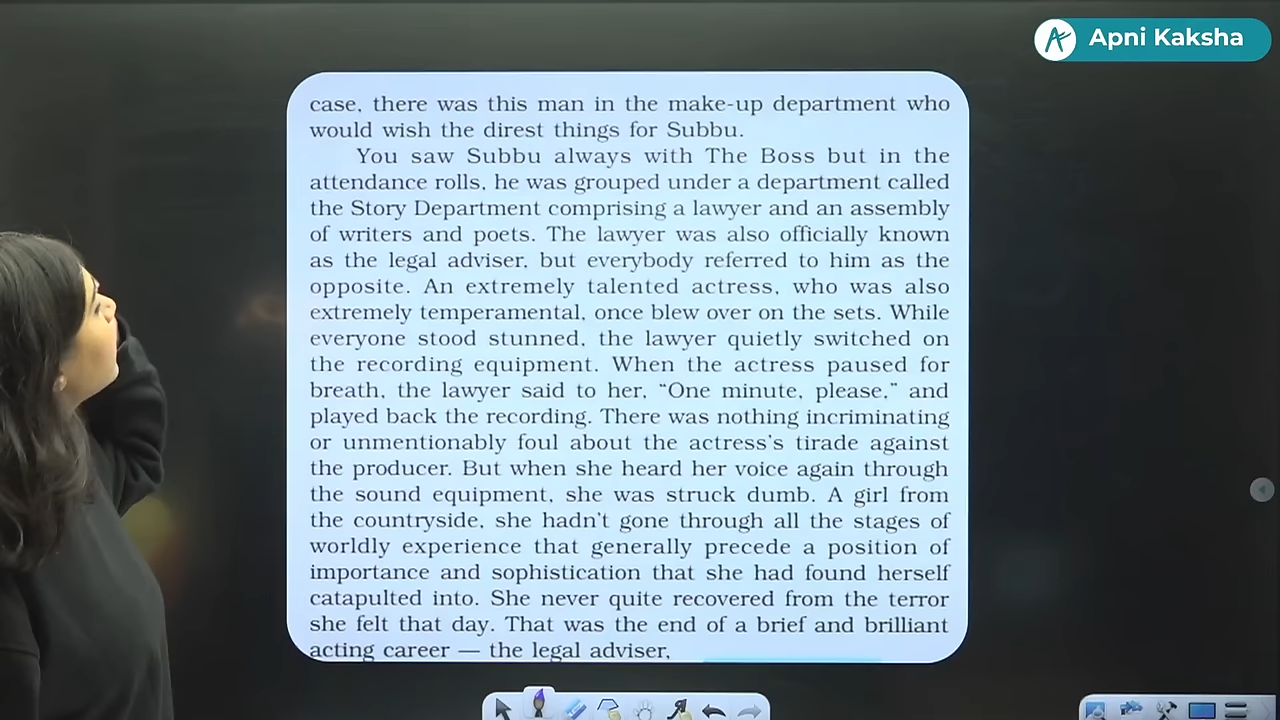 Apni Kaksha
case, there was this man in the make-up department who
would wish the direst things for Subbu.
You saw Subbu always with The Boss but in the
attendance rolls, he was grouped under a department called
the Story Department comprising a lawyer and an assembly
of writers and poets. The lawyer was also officially known
as the legal adviser, but everybody referred to him as the
opposite. An extremely talented actress, who was also
extremely temperamental, once blew over on the sets. While
everyone stood stunned, the lawyer quietly switched on
the recording equipment. When the actress paused for
breath, the lawyer said to her, “One minute, please,” and
played back the recording. There was nothing incriminating
or unmentionably foul about the actress's tirade against
the producer. But when she heard her voice again through
the sound equipment, she was struck dumb. A girl from
the countryside, she hadn't gone through all the stages of
worldly experience that generally precede a position of
importance and sophistication that she had found herself
catapulted into. She never quite recovered from the terror
she felt that day. That was the end of a brief and brilliant
acting career — the legal adviser,